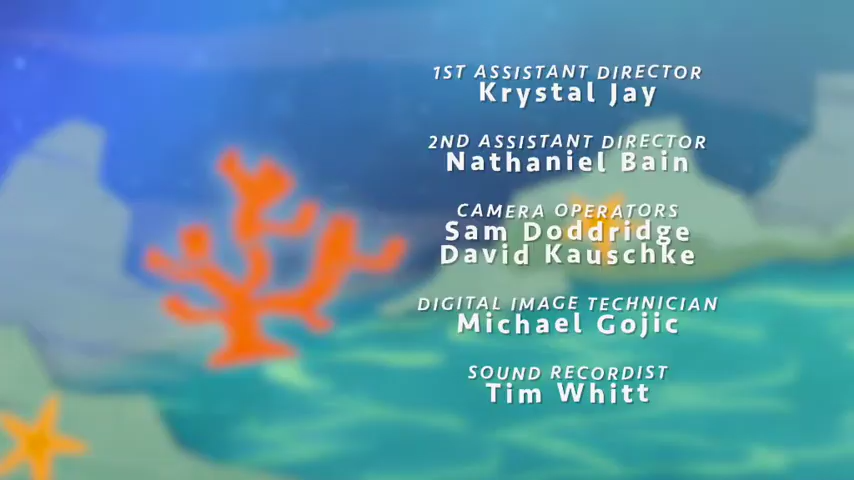 1ST ASSISTANT DIRECTOR
Krystal Jay
2ND ASSISTANT DIRECTOR
Nathaniel Bain
CAMERA OPERATORS
Sam Doddridge
David Kauschke
DIGITAL IMAGE TECHNICIAN
Michael Gojic
SOUND RECORDIST
Tim Whitt